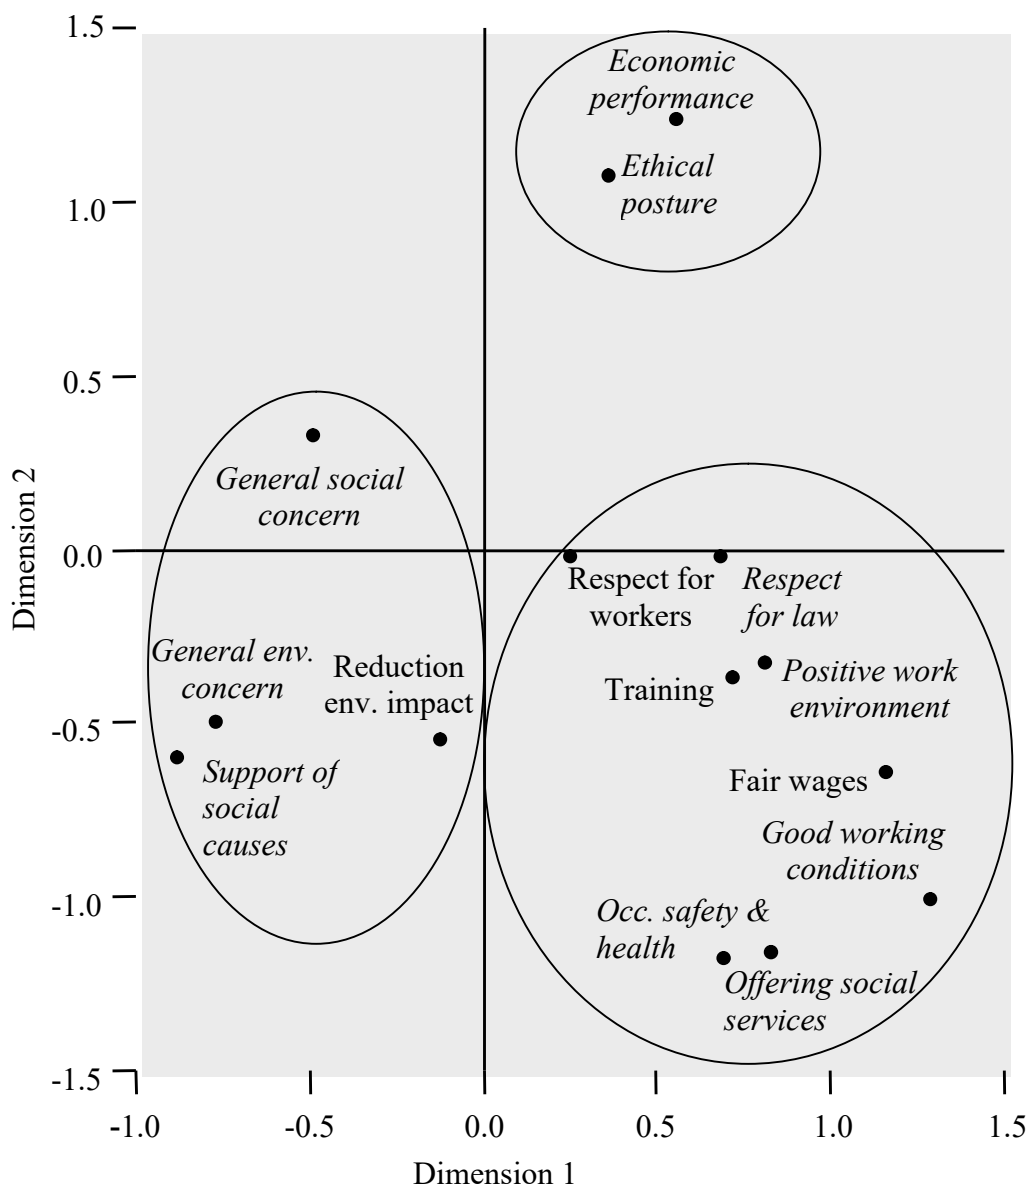 1.5
Economic
performance
Ethical
posture
1.0
0.5
General social
concern
Dimension 2
0.0
Respect for
workers
Respect
for law
General env.
concern
Reduction
env. impact
Training
Positive work
environment
-0.5
Support of
social
causes
Fair wages
Good working
conditions
-1.0
Occ. safety &
health
Offering social
services
-1.5
-1.0
-0.5
0.0
0.5
1.0
1.5
Dimension 1